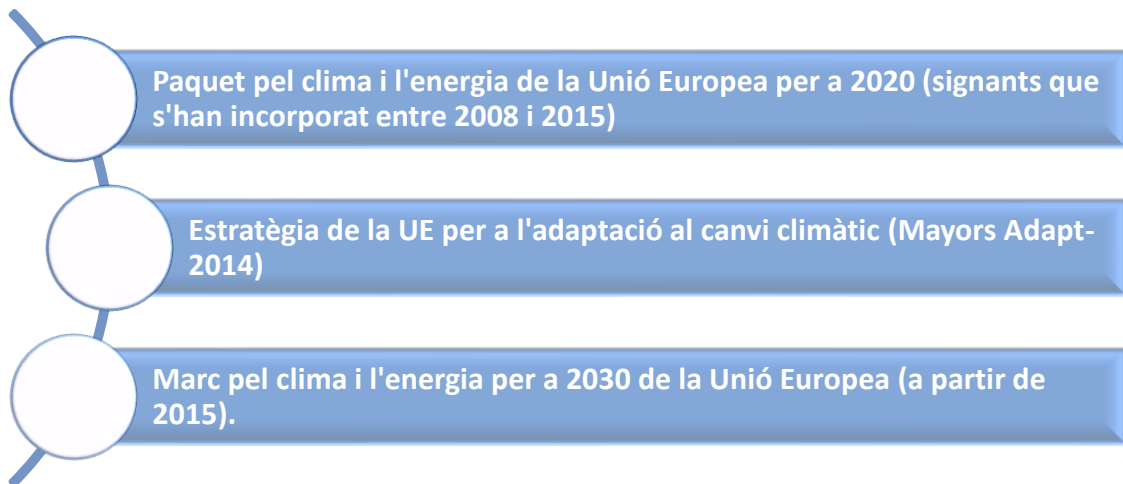 Paquet pel clima i l'energia de la Unió Europea per a 2020 (signants que
s'han incorporat entre 2008 i 2015)
Estratègia de la UE per a l'adaptació al canvi climàtic (Mayors Adapt-
2014)
Marc pel clima i l'energia per a 2030 de la Unió Europea (a partir de
2015).